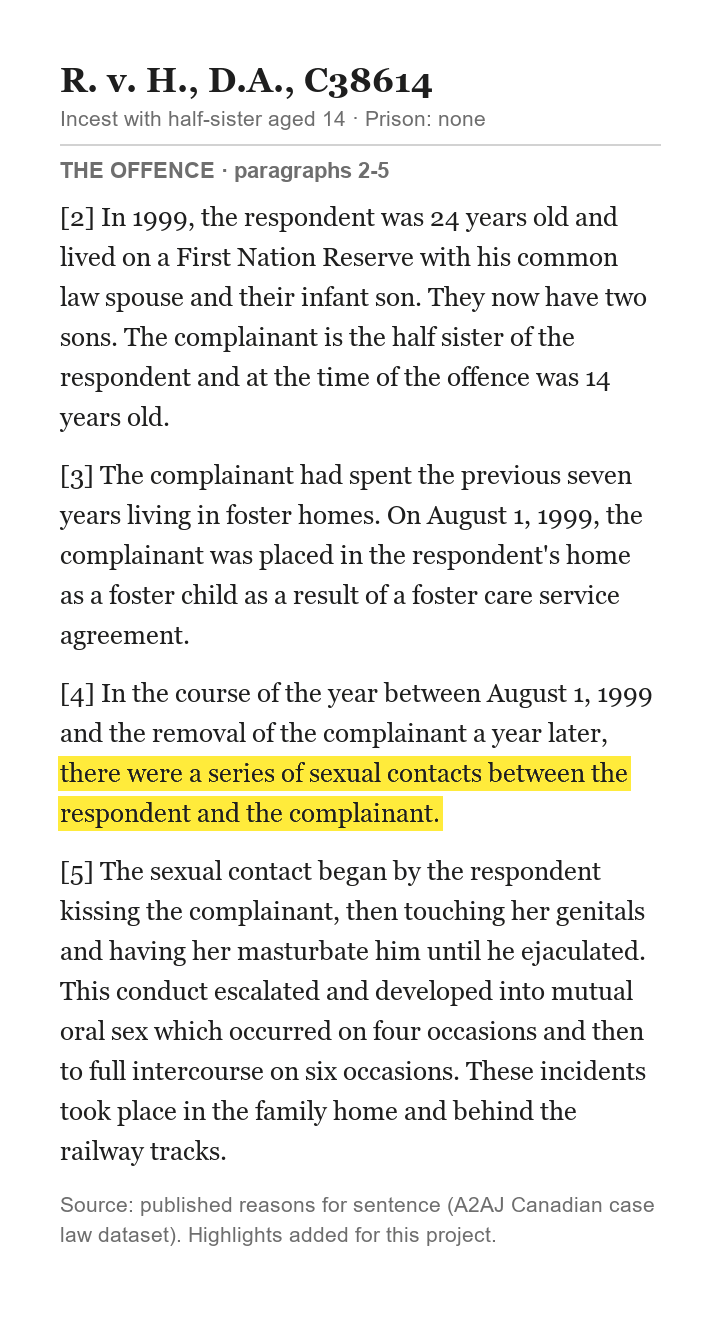 R. v. H., D.A., C38614
Incest with half-sister aged 14 · Prison: none
THE OFFENCE · paragraphs 2-5
[2] In 1999, the respondent was 24 years old and
lived on a First Nation Reserve with his common
law spouse and their infant son. They now have two
sons. The complainant is the half sister of the
respondent and at the time of the offence was 14
years old.
[3] The complainant had spent the previous seven
years living in foster homes. On August 1, 1999, the
complainant was placed in the respondent's home
as a foster child as a result of a foster care service
agreement.
[4] In the course of the year between August 1, 1999
and the removal of the complainant a year later,
there were a series of sexual contacts between the
respondent and the complainant.
[5] The sexual contact began by the respondent
kissing the complainant, then touching her genitals
and having her masturbate him until he ejaculated.
This conduct escalated and developed into mutual
oral sex which occurred on four occasions and then
to full intercourse on six occasions. These incidents
took place in the family home and behind the
railway tracks.
Source: published reasons for sentence (A2AJ Canadian case
law dataset). Highlights added for this project.